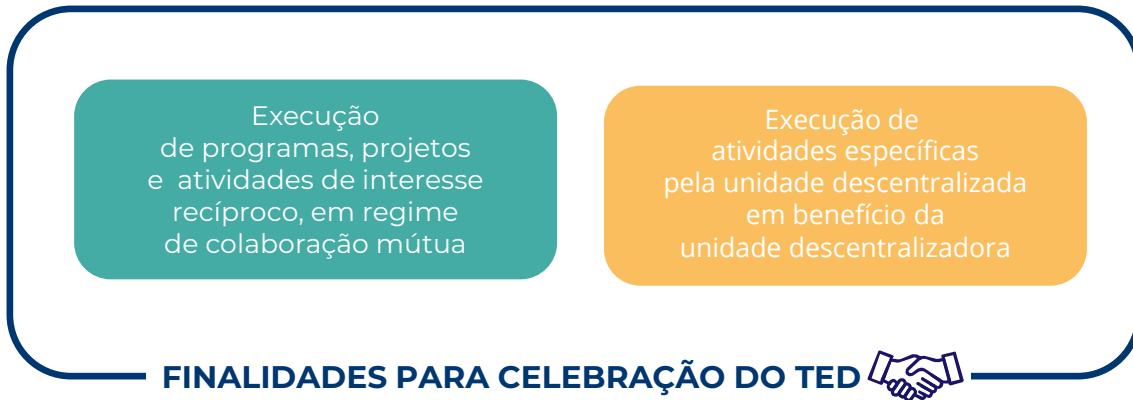 Execução
de programas, projetos
e atividades de interesse
recíproco, em regime
de colaboração mútua
Execução de
atividades específicas
pela unidade descentralizada
em benefício da
unidade descentralizadora
FINALIDADES PARA CELEBRAÇÃO DO TED